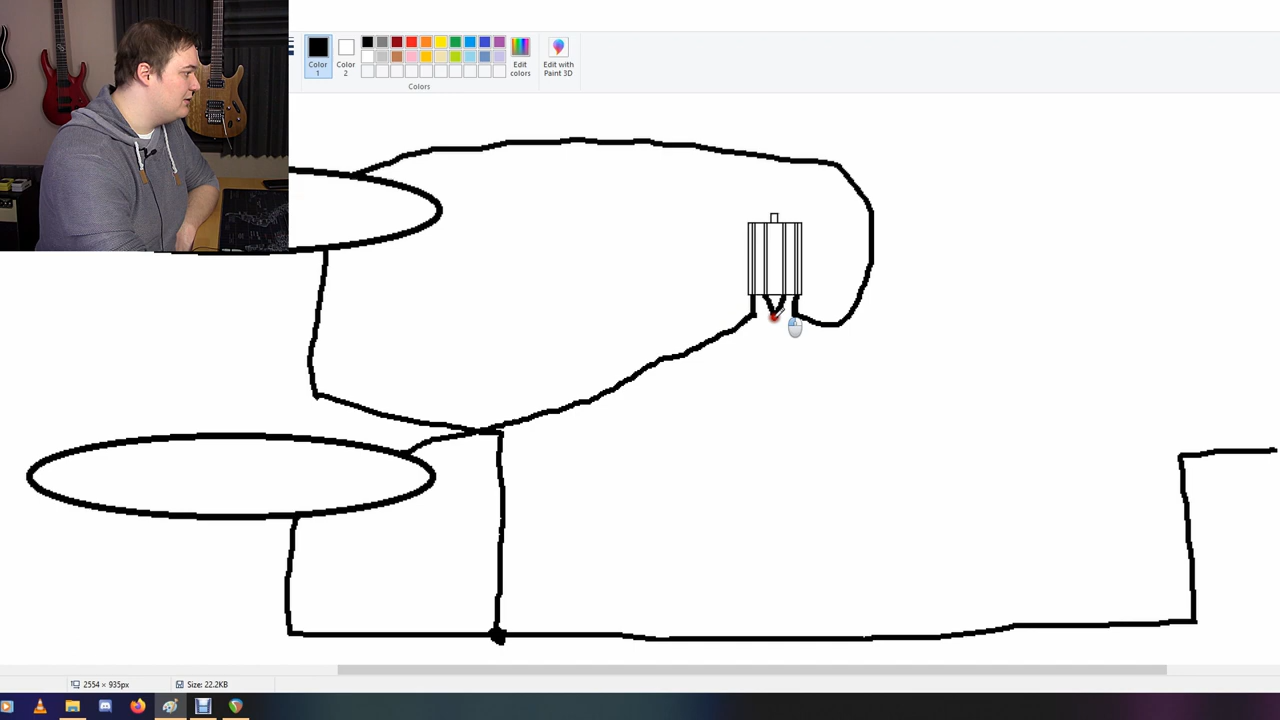 Color 1
Color 2
Edit colors
Edit with Paint 3D
Colors
2554 × 935px
Size: 22.2KB